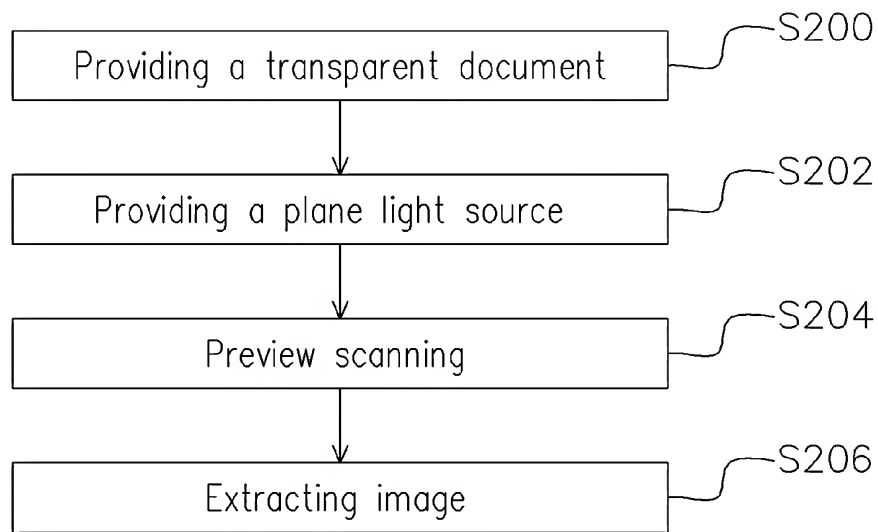 Providing a transparent document
S200
Providing a plane light source
S202
Preview scanning
S204
Extracting image
S206